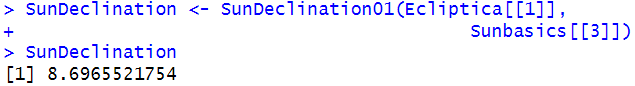 > SunDeclination <- SunDeclination01(Ecliptica[[1]],
+                                    Sunbasics[[3]])
> SunDeclination
[1] 8.6965521754